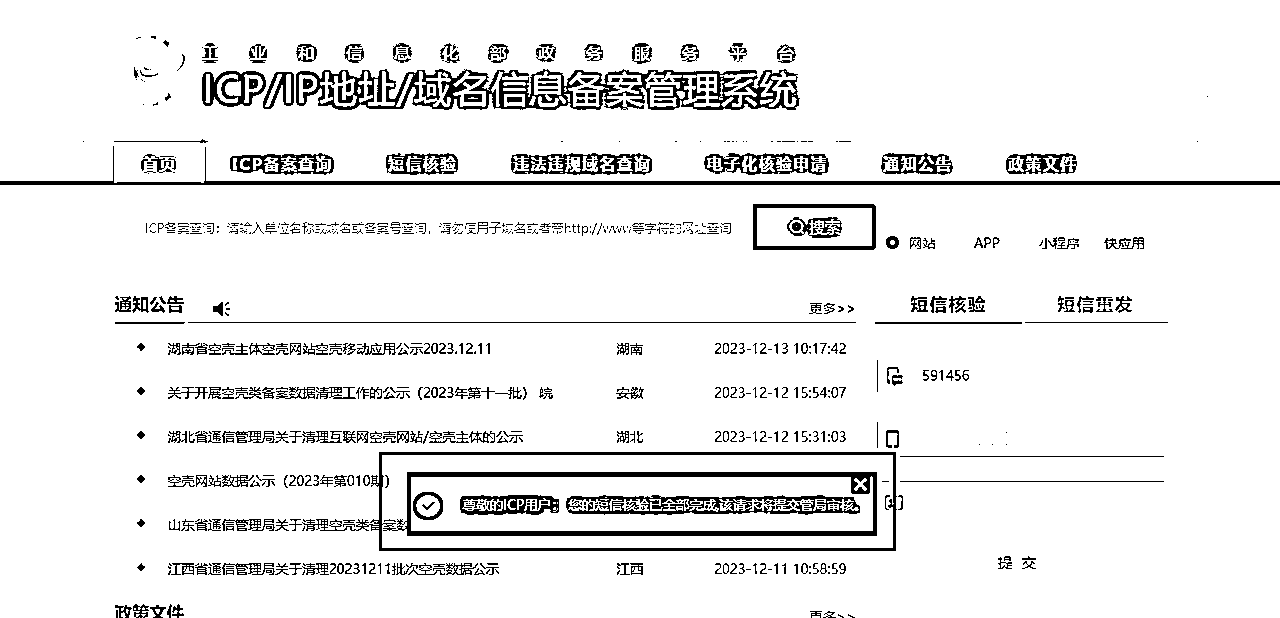 工业和信息化部政务服务平台
ICP/IP地址/域名信息备案管理系统
首页 ICP备案查询 短信核验 违法违规域名查询 电子化核验申请 通知公告 政策文件
ICP备案查询：请输入单位名称或域名或备案号查询，请勿使用子域名或者带http://www等字符的网址查询 搜索 网站 APP 小程序 快应用
通知公告 更多>> 短信核验 短信重发
湖南省空壳主体空壳网站空壳移动应用公示2023.12.11 湖南 2023-12-13 10:17:42
591456
关于开展空壳类备案数据清理工作的公示（2023年第十一批） 皖 安徽 2023-12-12 15:54:07
湖北省通信管理局关于清理互联网空壳网站/空壳主体的公示 湖北 2023-12-12 15:31:03
空壳网站数据公示（2023年第010期）
尊敬的ICP用户：您的短信核验已全部完成,该请求将提交管局审核。
山东省通信管理局关于清理空壳类备案数
江西省通信管理局关于清理20231211批次空壳数据公示 江西 2023-12-11 10:58:59
提 交
政策文件 更多>>